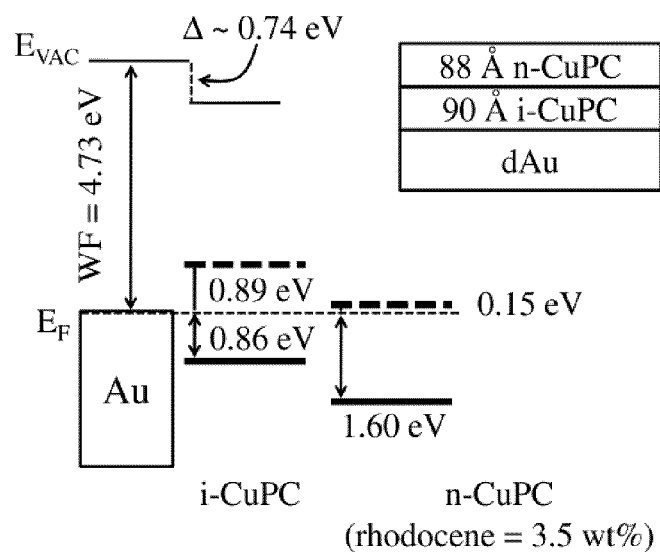 Δ ~ 0.74 eV
E_VAC
88 Å n-CuPC
90 Å i-CuPC
dAu
WF = 4.73 eV
0.89 eV
0.15 eV
E_F
0.86 eV
Au
1.60 eV
i-CuPC
n-CuPC
(rhodocene = 3.5 wt%)